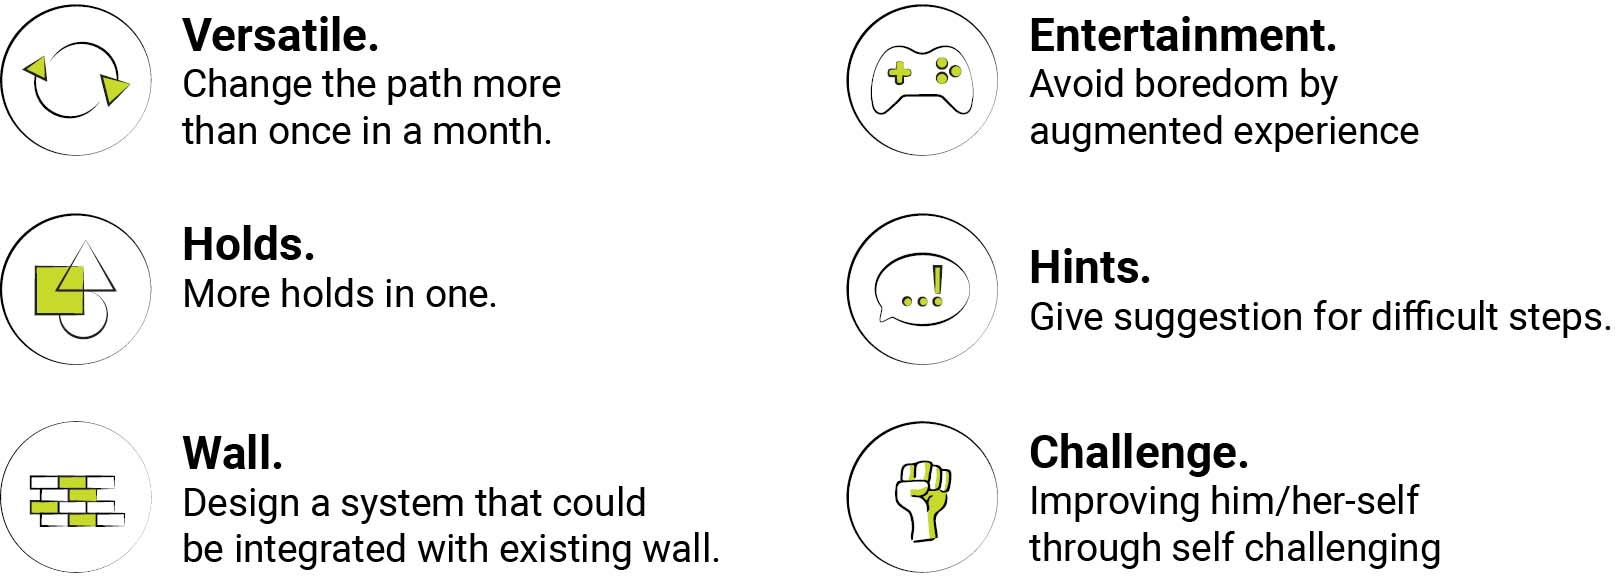 Versatile.
Change the path more
than once in a month.
Holds.
More holds in one.
Wall.
Design a system that could
be integrated with existing wall.
Entertainment.
Avoid boredom by
augmented experience
Hints.
Give suggestion for difficult steps.
Challenge.
Improving him/her-self
through self challenging